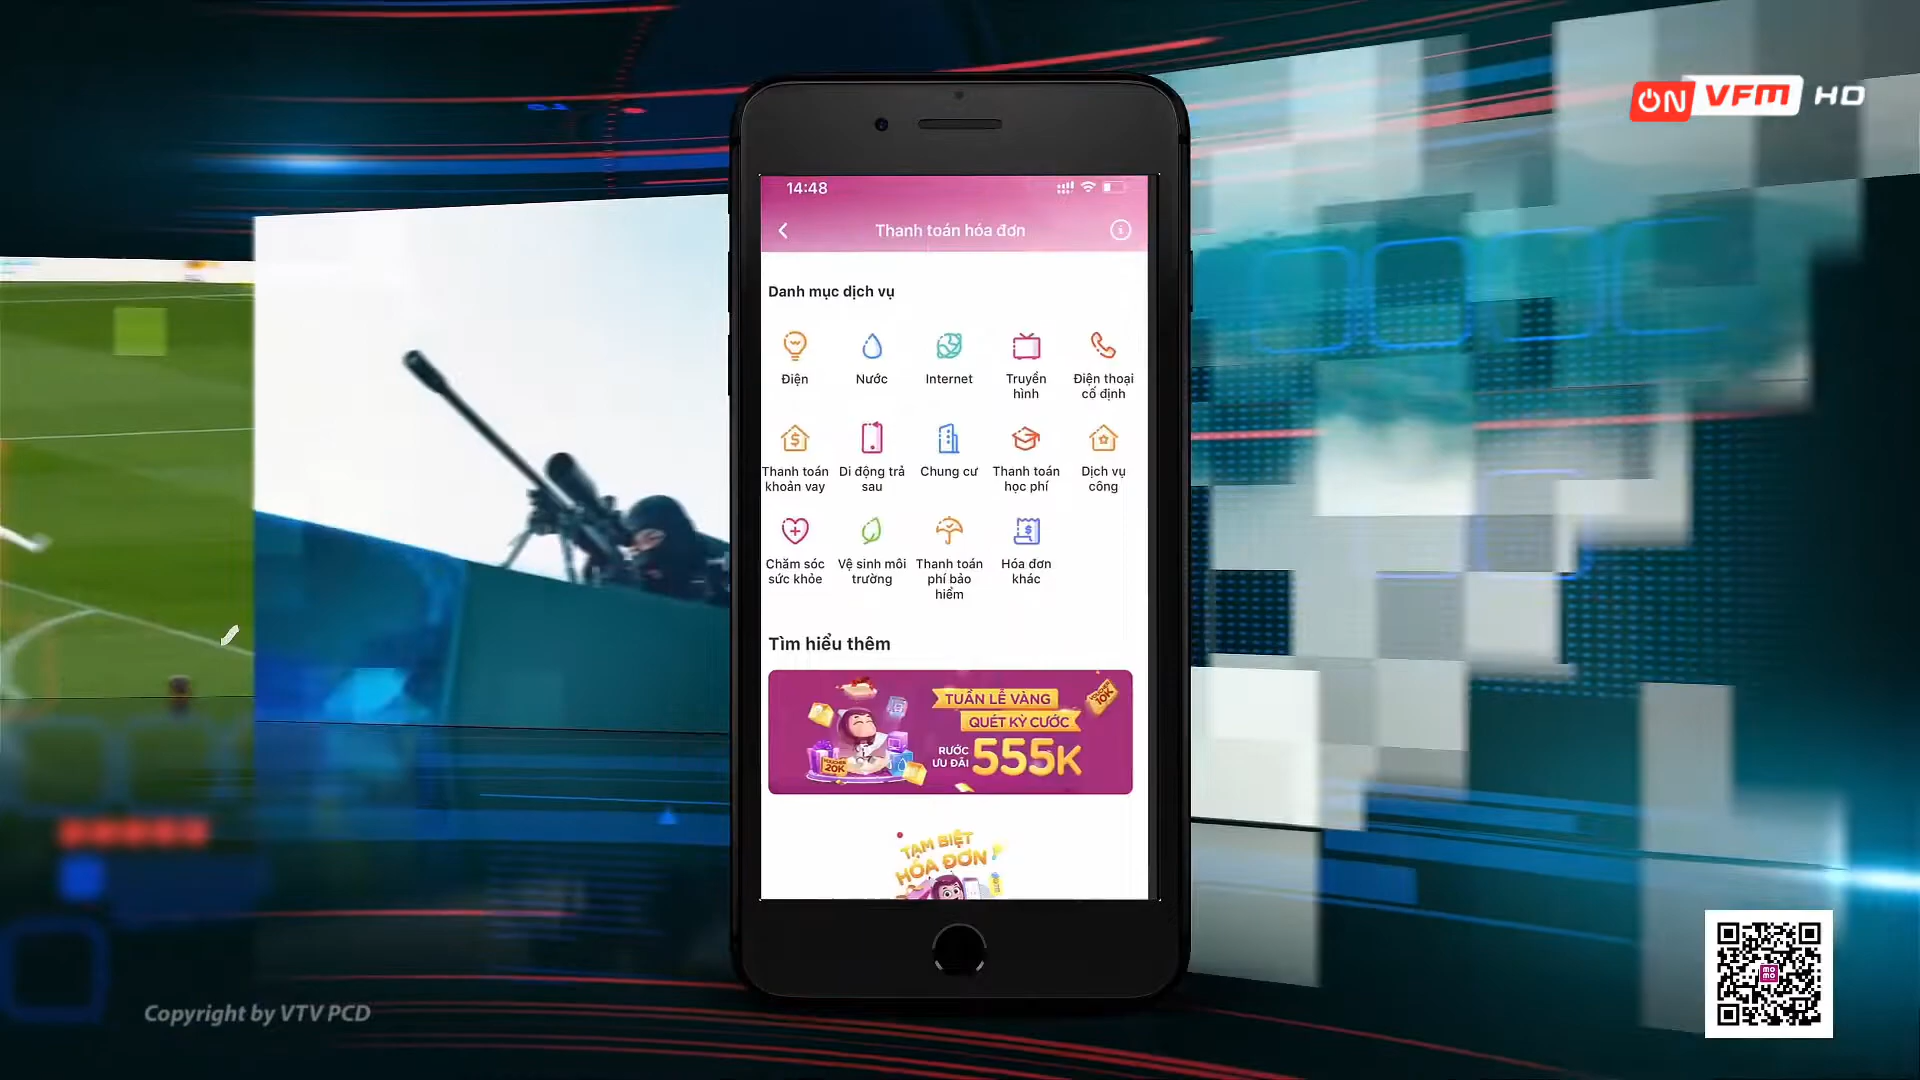 ON VFM HD
14:48
Thanh toán hóa đơn
Danh mục dịch vụ
Điện
Nước
Internet
Truyền
hình
Điện thoại
cố định
Thanh toán
khoản vay
Di động trả
sau
Chung cư
Thanh toán
học phí
Dịch vụ
công
Chăm sóc
sức khỏe
Vệ sinh môi
trường
Thanh toán
phí bảo
hiểm
Hóa đơn
khác
Tìm hiểu thêm
TUẦN LỄ VÀNG
QUÉT KỲ CƯỚC
RƯỚC
ƯU ĐÃI
555K
VOUCHER
10K
VOUCHER
20K
TẠM BIỆT
HÓA ĐƠN
mo
mo
Copyright by VTV PCD